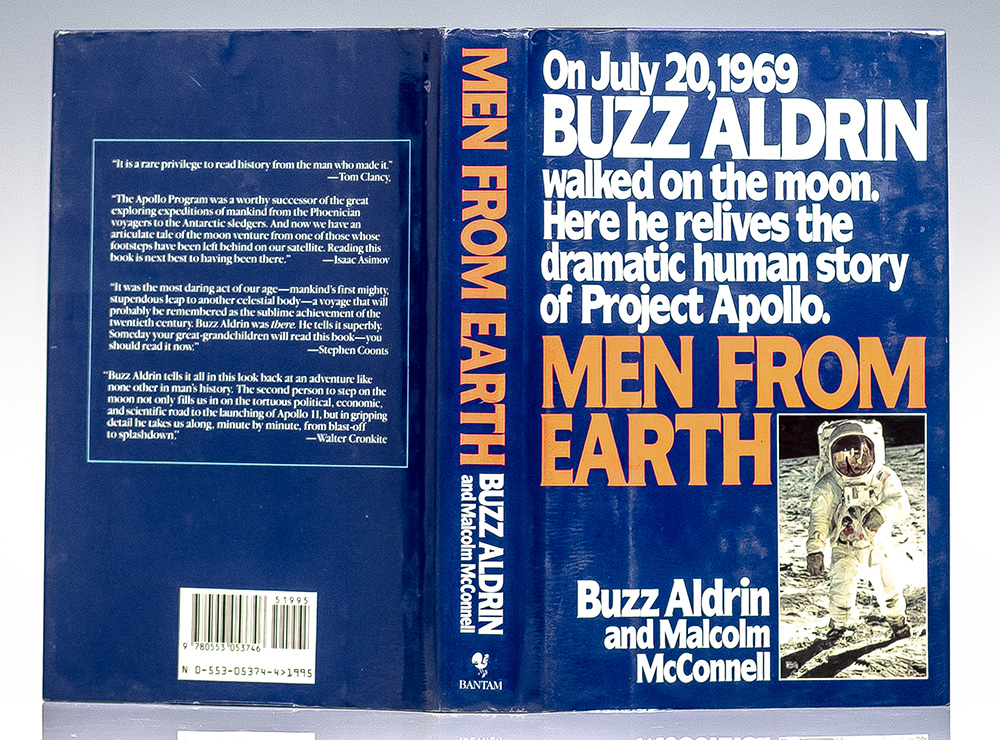 "It is a rare privilege to read history from the man who made it."
—Tom Clancy.
"The Apollo Program was a worthy successor of the great
exploring expeditions of mankind from the Phoenician
voyagers to the Antarctic sledgers. And now we have an
articulate tale of the moon venture from one of those whose
footsteps have been left behind on our satellite. Reading this
book is next best to having been there." —Isaac Asimov
"It was the most daring act of our age—mankind's first mighty,
stupendous leap to another celestial body—a voyage that will
probably be remembered as the sublime achievement of the
twentieth century. Buzz Aldrin was there. He tells it superbly.
Someday your great-grandchildren will read this book—you
should read it now." —Stephen Coonts
"Buzz Aldrin tells it all in this look back at an adventure like
none other in man's history. The second person to step on the
moon not only fills us in on the tortuous political, economic,
and scientific road to the launching of Apollo 11, but in gripping
detail he takes us along, minute by minute, from blast-off
to splashdown." —Walter Cronkite
51995
9 780553 053746
N 0-553-05374-4>1995
MEN FROM EARTH
BUZZ ALDRIN
and Malcolm McConnell
BANTAM
On July 20, 1969
BUZZ ALDRIN
walked on the moon.
Here he relives the
dramatic human story
of Project Apollo.
MEN FROM
EARTH
Buzz Aldrin
and Malcolm
McConnell